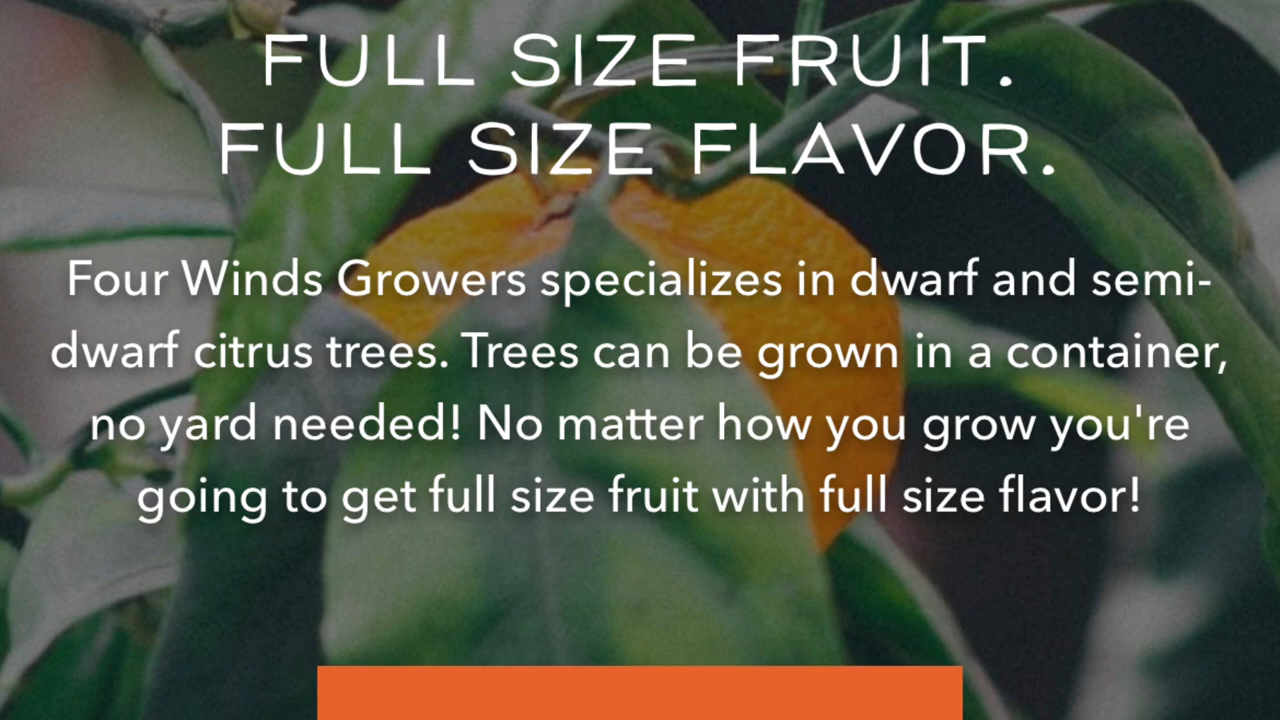 FULL SIZE FRUIT.
FULL SIZE FLAVOR.
Four Winds Growers specializes in dwarf and semi-
dwarf citrus trees. Trees can be grown in a container,
no yard needed! No matter how you grow you're
going to get full size fruit with full size flavor!